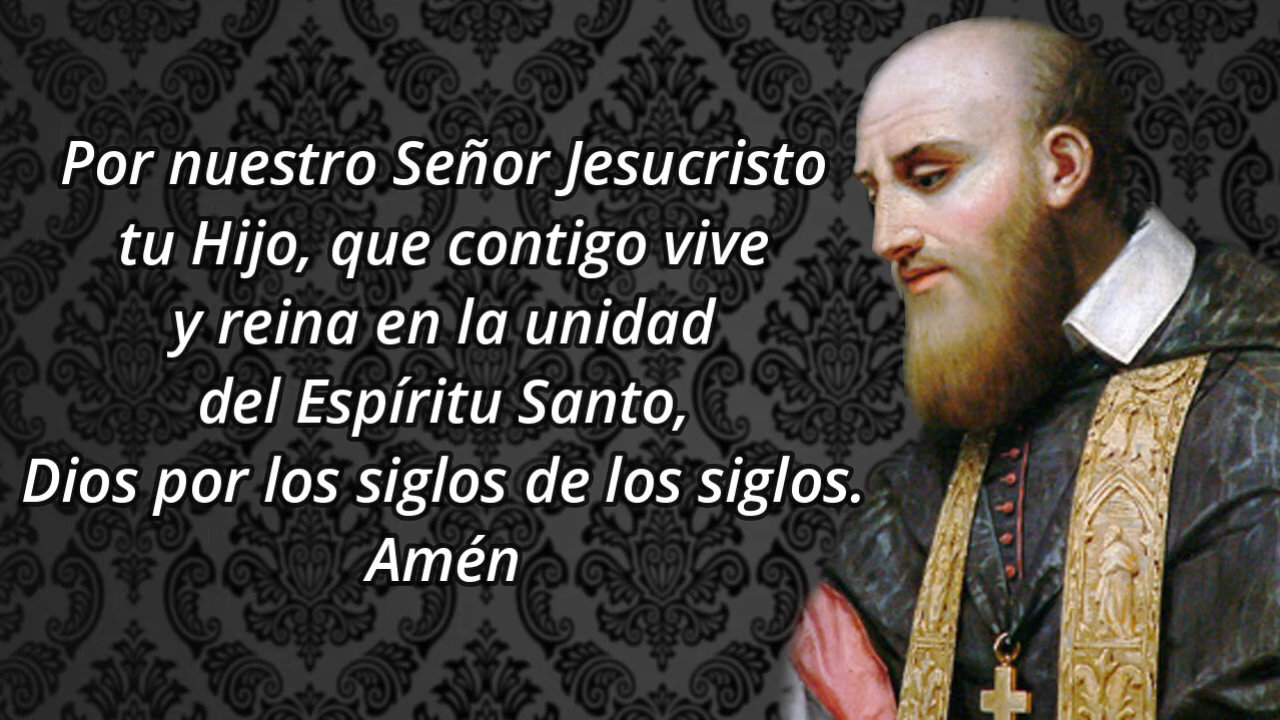 Por nuestro Señor Jesucristo
tu Hijo, que contigo vive
y reina en la unidad
del Espíritu Santo,
Dios por los siglos de los siglos.
Amén